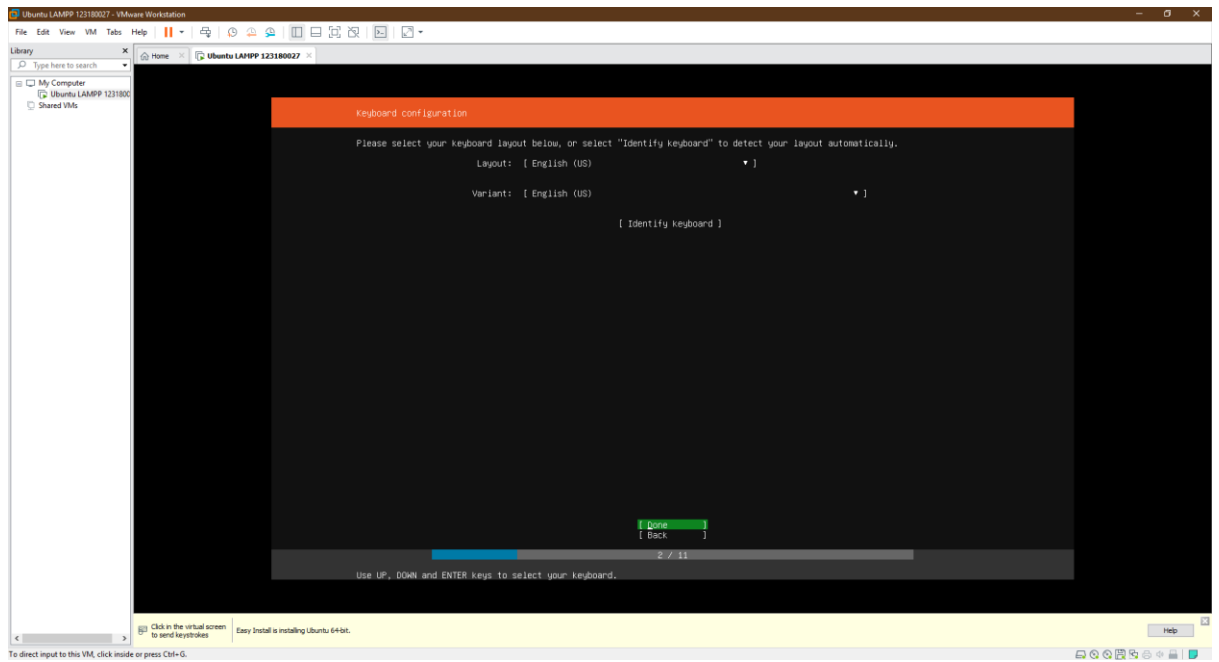 Ubuntu LAMPP 123180027 - VMware Workstation
File Edit View VM Tabs Help
Library
Type here to search
My Computer
Ubuntu LAMPP 1231800
Shared VMs
Home
Ubuntu LAMPP 123180027
Keyboard configuration
Please select your keyboard layout below, or select "Identify keyboard" to detect your layout automatically.
Layout: [ English (US) ▾ ]
Variant: [ English (US) ▾ ]
[ Identify keyboard ]
[ Done ]
[ Back ]
2 / 11
Use UP, DOWN and ENTER keys to select your keyboard.
Click in the virtual screen
to send keystrokes
Easy Install is installing Ubuntu 64-bit.
Help
To direct input to this VM, click inside or press Ctrl+G.